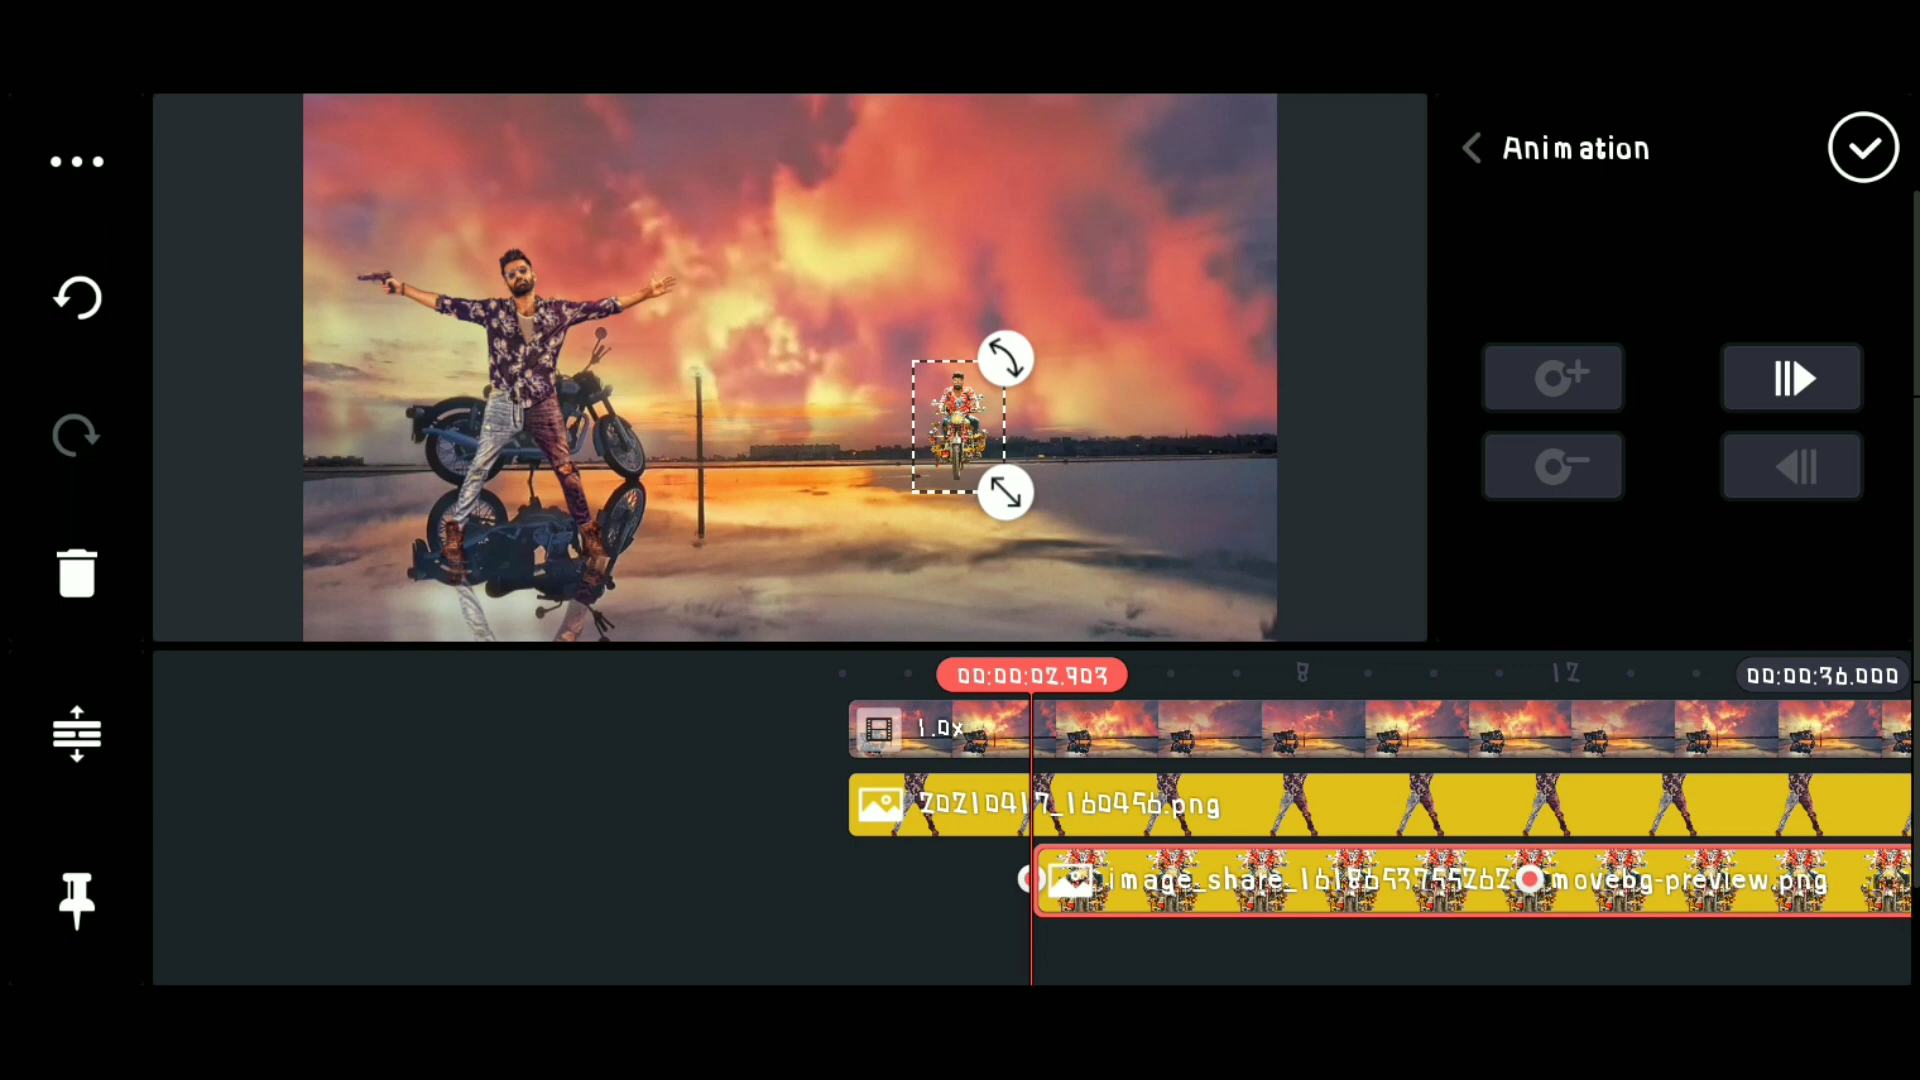 Animation
00:00:02.903
8
12
00:00:36.000
1.0x
20210417_160456.png
image_share_1618653755262
movebg-preview.png